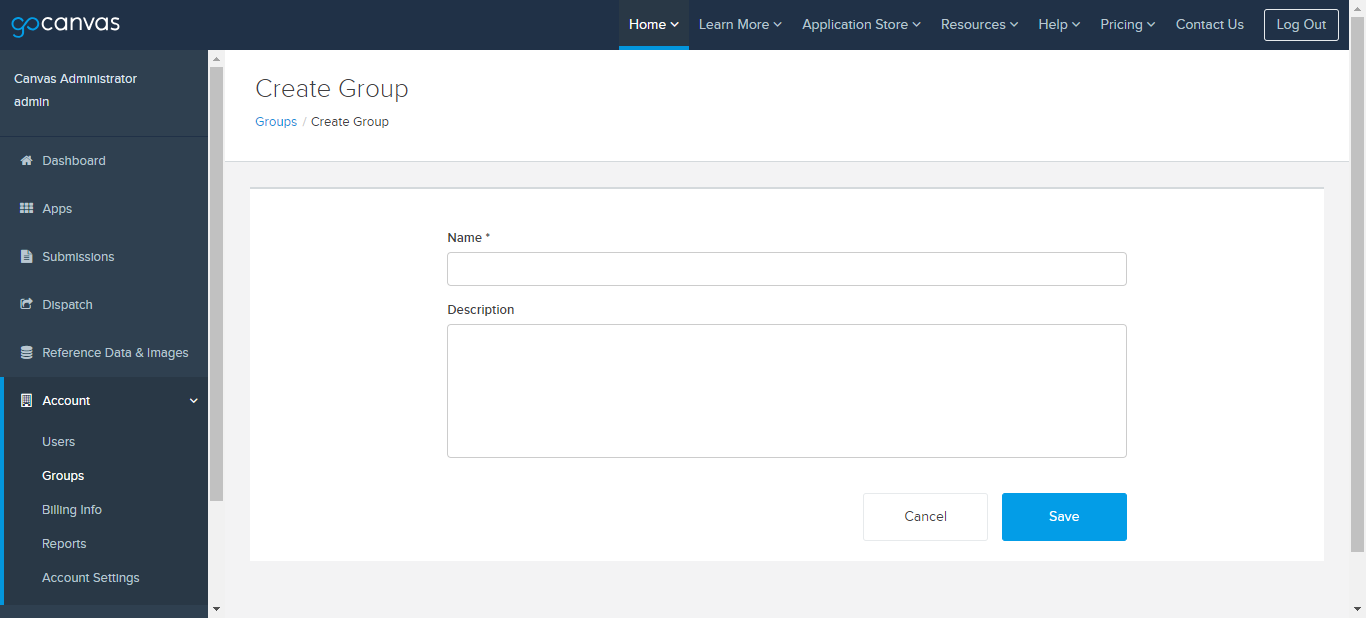 gocanvas
Home Learn More Application Store Resources Help Pricing Contact Us Log Out
Canvas Administrator
admin
Dashboard
Apps
Submissions
Dispatch
Reference Data & Images
Account
Users
Groups
Billing Info
Reports
Account Settings
Create Group
Groups / Create Group
Name *
Description
Cancel Save